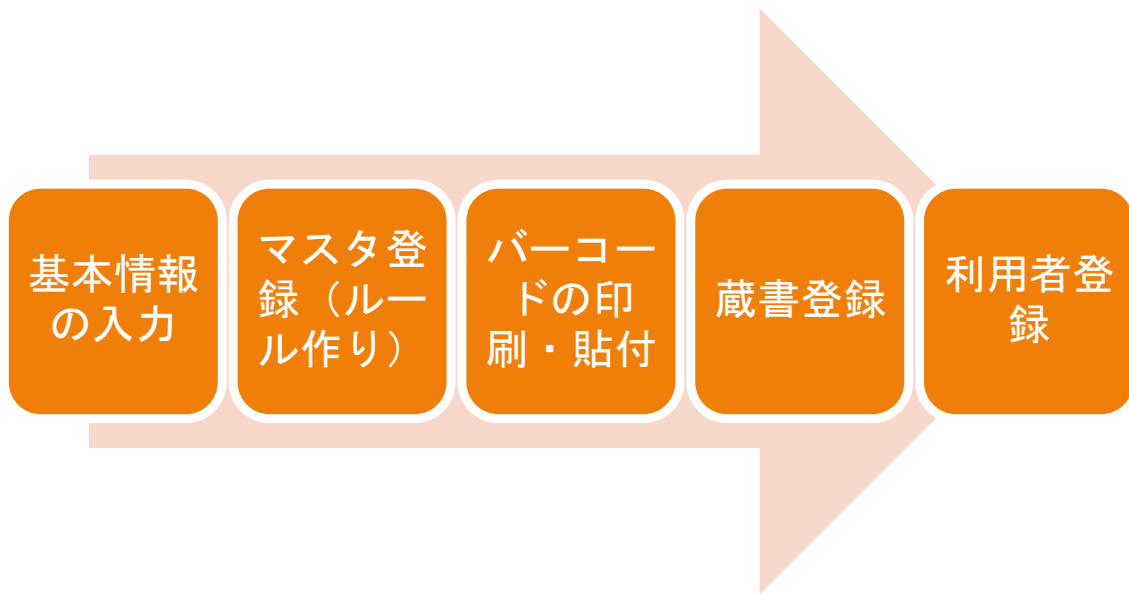 基本情報
の入力
マスタ登
録（ルー
ル作り）
バーコー
ドの印
刷・貼付
蔵書登録
利用者登
録